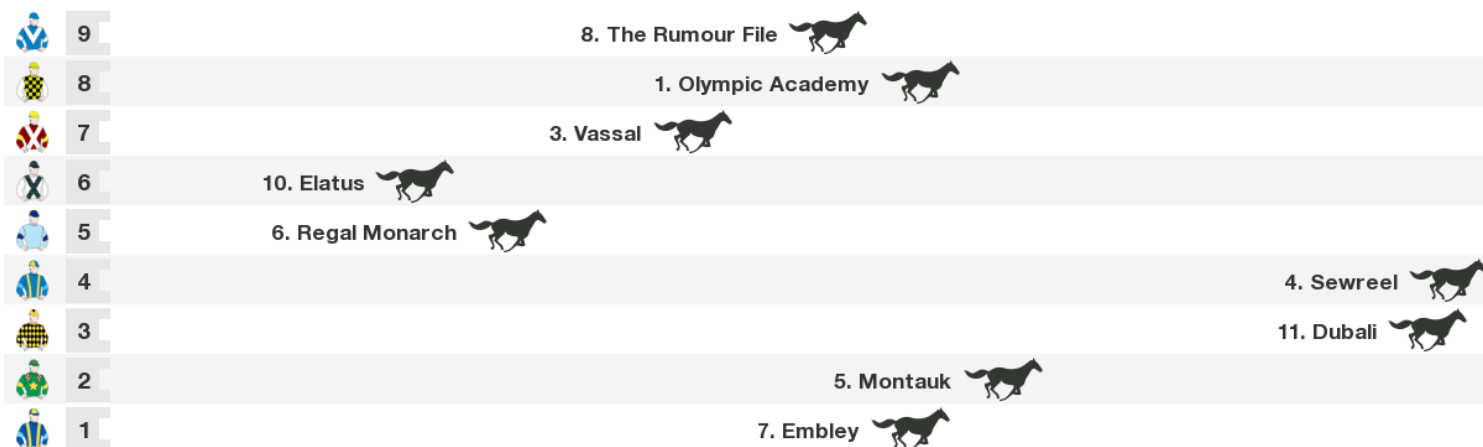 9 8. The Rumour File
8 1. Olympic Academy
7 3. Vassal
6 10. Elatus
5 6. Regal Monarch
4 4. Sewreel
3 11. Dubali
2 5. Montauk
1 7. Embley